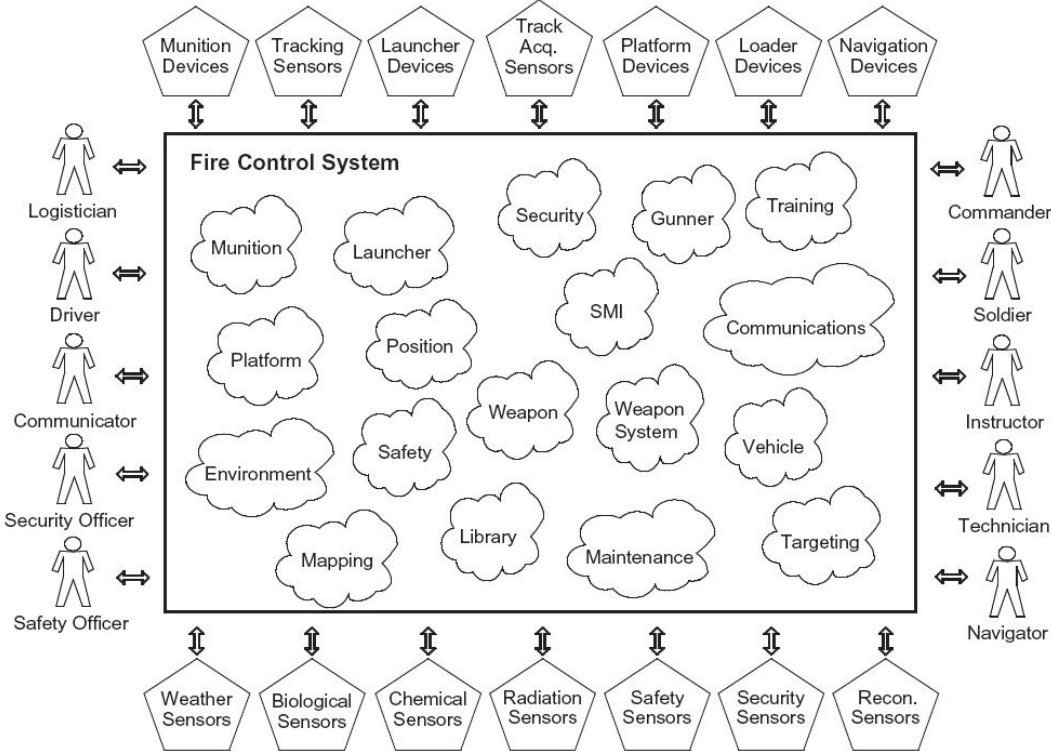 Munition
Devices
Tracking
Sensors
Launcher
Devices
Track
Acq.
Sensors
Platform
Devices
Loader
Devices
Navigation
Devices
Fire Control System
Logistician
Driver
Communicator
Security Officer
Safety Officer
Munition
Launcher
Security
Gunner
Training
Platform
Position
SMI
Communications
Environment
Safety
Weapon
Weapon
System
Vehicle
Mapping
Library
Maintenance
Targeting
Commander
Soldier
Instructor
Technician
Navigator
Weather
Sensors
Biological
Sensors
Chemical
Sensors
Radiation
Sensors
Safety
Sensors
Security
Sensors
Recon.
Sensors